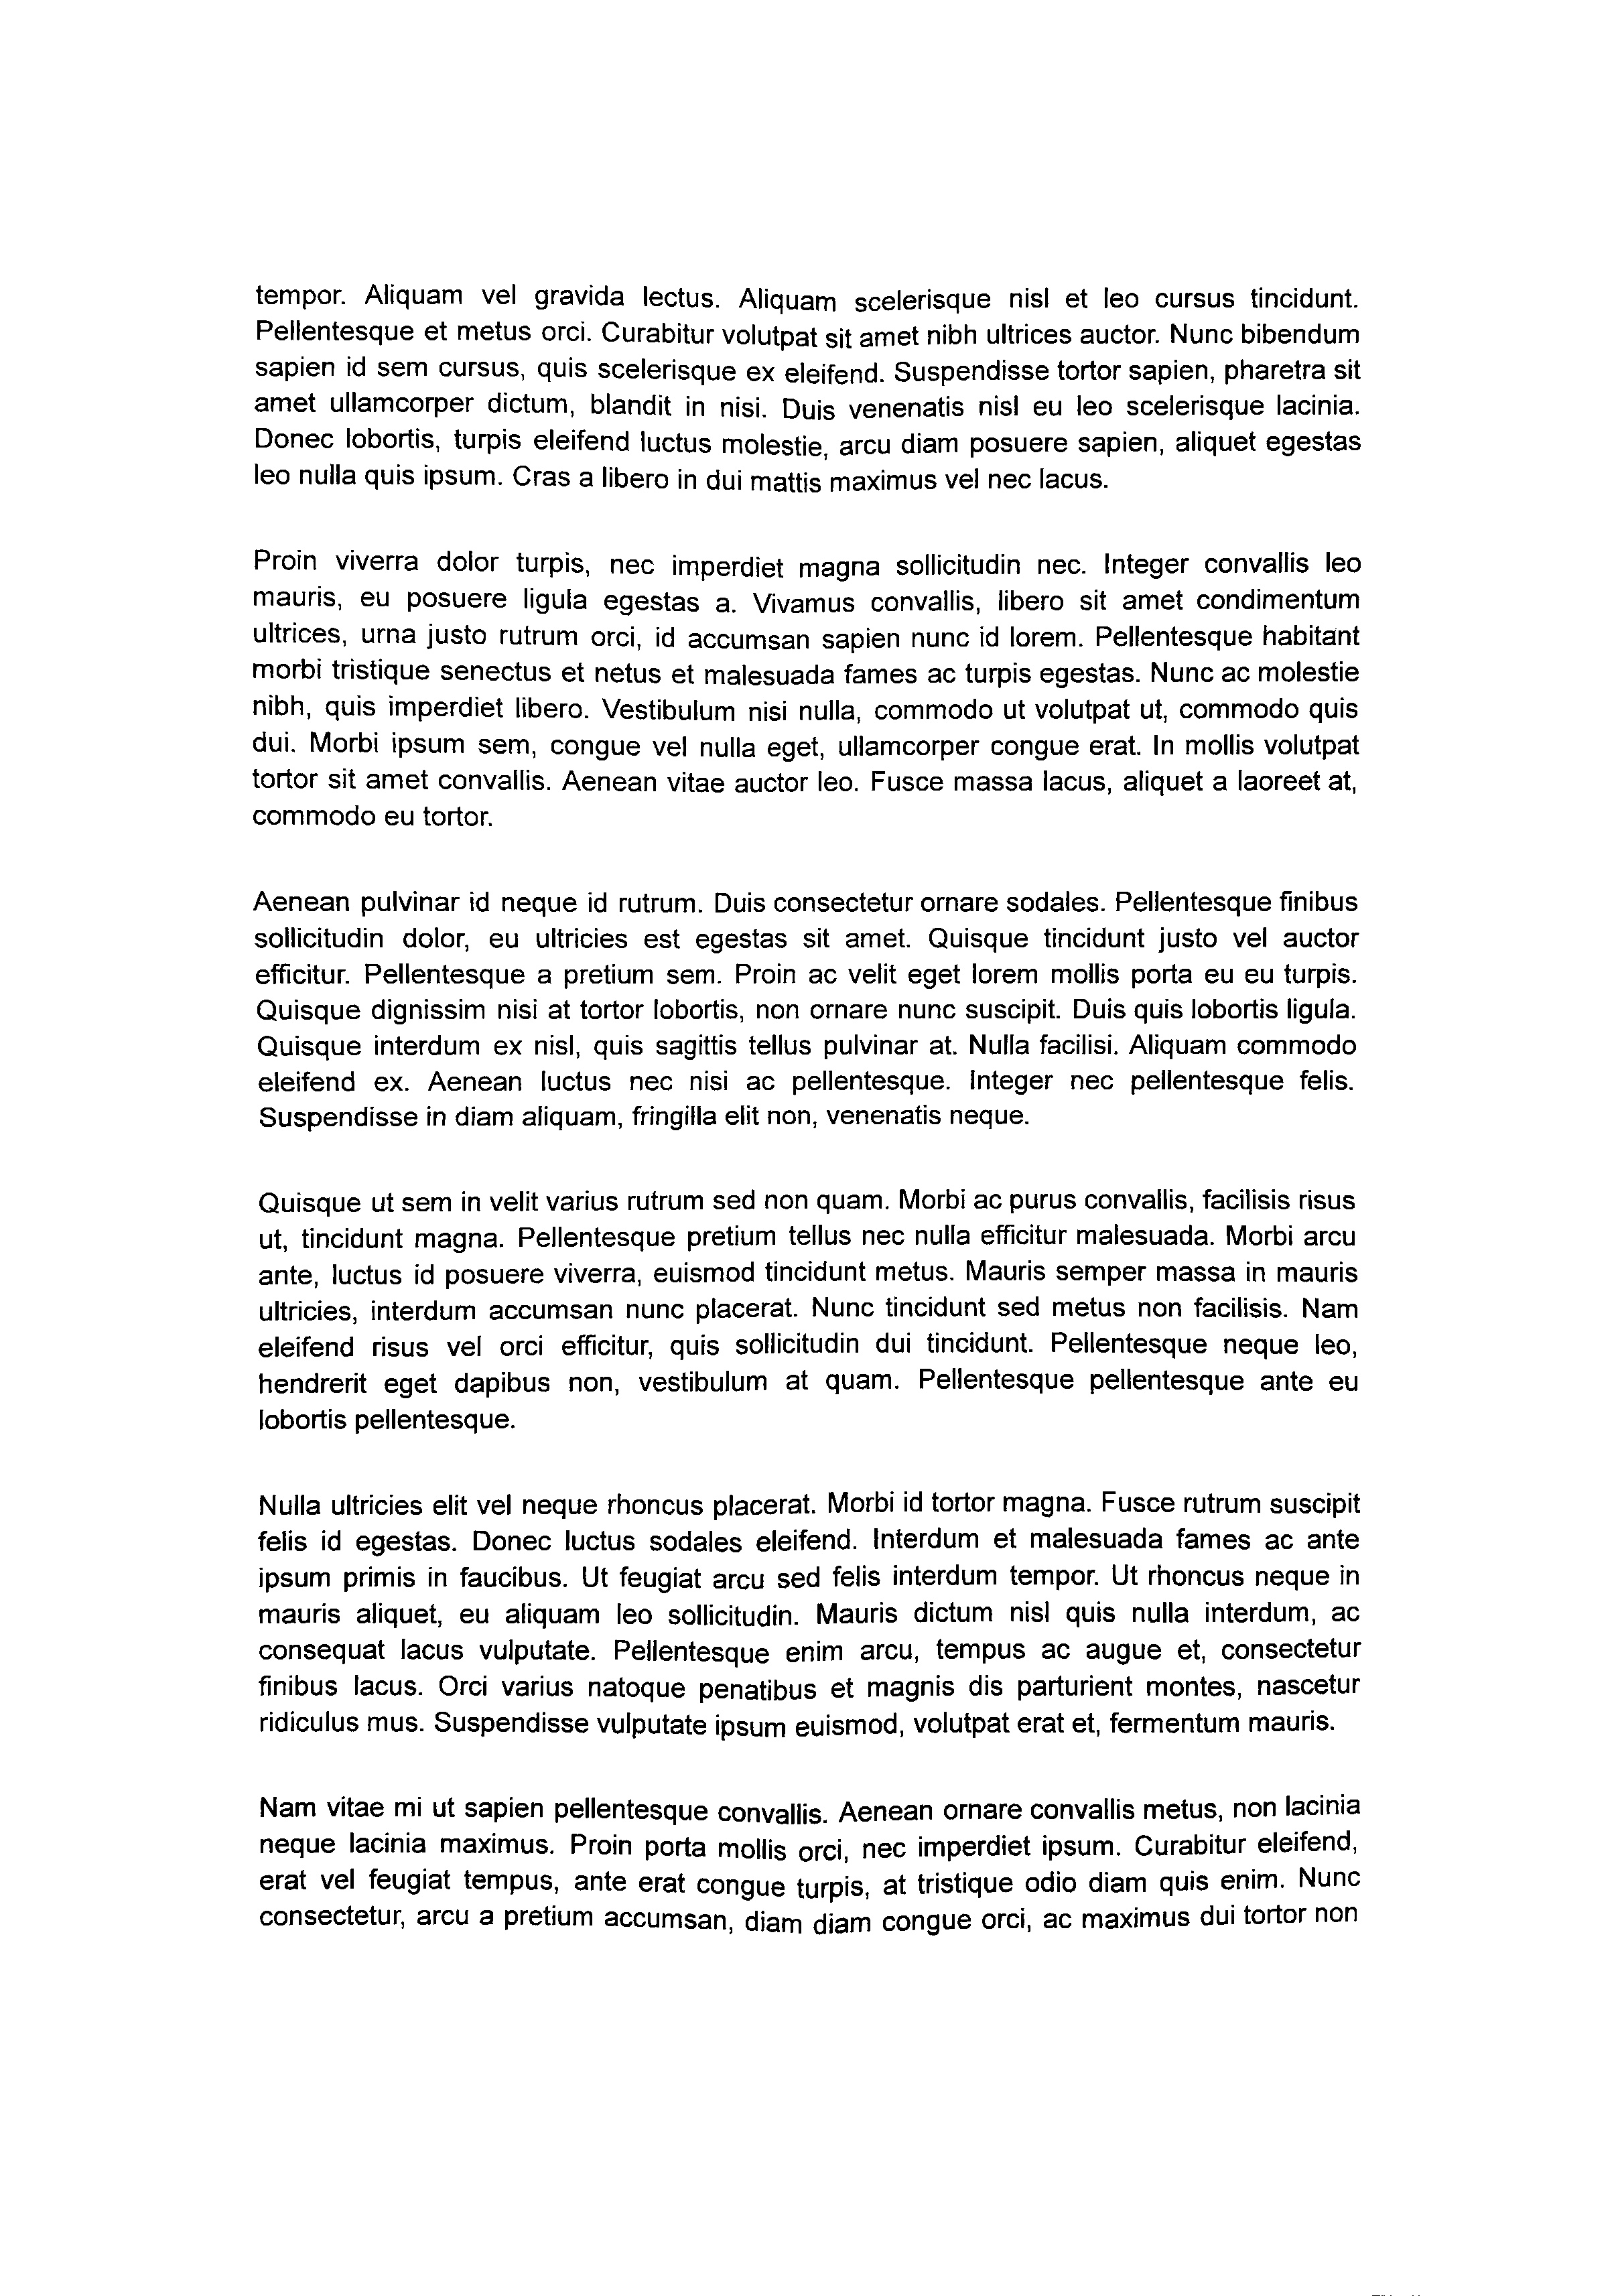 tempor. Aliquam vel gravida lectus. Aliquam scelerisque nisl et leo cursus tincidunt.
Pellentesque et metus orci. Curabitur volutpat sit amet nibh ultrices auctor. Nunc bibendum
sapien id sem cursus, quis scelerisque ex eleifend. Suspendisse tortor sapien, pharetra sit
amet ullamcorper dictum, blandit in nisi. Duis venenatis nisl eu leo scelerisque lacinia.
Donec lobortis, turpis eleifend luctus molestie, arcu diam posuere sapien, aliquet egestas
leo nulla quis ipsum. Cras a libero in dui mattis maximus vel nec lacus.
Proin viverra dolor turpis, nec imperdiet magna sollicitudin nec. Integer convallis leo
mauris, eu posuere ligula egestas a. Vivamus convallis, libero sit amet condimentum
ultrices, urna justo rutrum orci, id accumsan sapien nunc id lorem. Pellentesque habitant
morbi tristique senectus et netus et malesuada fames ac turpis egestas. Nunc ac molestie
nibh, quis imperdiet libero. Vestibulum nisi nulla, commodo ut volutpat ut, commodo quis
dui. Morbi ipsum sem, congue vel nulla eget, ullamcorper congue erat. In mollis volutpat
tortor sit amet convallis. Aenean vitae auctor leo. Fusce massa lacus, aliquet a laoreet at,
commodo eu tortor.
Aenean pulvinar id neque id rutrum. Duis consectetur ornare sodales. Pellentesque finibus
sollicitudin dolor, eu ultricies est egestas sit amet. Quisque tincidunt justo vel auctor
efficitur. Pellentesque a pretium sem. Proin ac velit eget lorem mollis porta eu eu turpis.
Quisque dignissim nisi at tortor lobortis, non ornare nunc suscipit. Duis quis lobortis ligula.
Quisque interdum ex nisl, quis sagittis tellus pulvinar at. Nulla facilisi. Aliquam commodo
eleifend ex. Aenean luctus nec nisi ac pellentesque. Integer nec pellentesque felis.
Suspendisse in diam aliquam, fringilla elit non, venenatis neque.
Quisque ut sem in velit varius rutrum sed non quam. Morbi ac purus convallis, facilisis risus
ut, tincidunt magna. Pellentesque pretium tellus nec nulla efficitur malesuada. Morbi arcu
ante, luctus id posuere viverra, euismod tincidunt metus. Mauris semper massa in mauris
ultricies, interdum accumsan nunc placerat. Nunc tincidunt sed metus non facilisis. Nam
eleifend risus vel orci efficitur, quis sollicitudin dui tincidunt. Pellentesque neque leo,
hendrerit eget dapibus non, vestibulum at quam. Pellentesque pellentesque ante eu
lobortis pellentesque.
Nulla ultricies elit vel neque rhoncus placerat. Morbi id tortor magna. Fusce rutrum suscipit
felis id egestas. Donec luctus sodales eleifend. Interdum et malesuada fames ac ante
ipsum primis in faucibus. Ut feugiat arcu sed felis interdum tempor. Ut rhoncus neque in
mauris aliquet, eu aliquam leo sollicitudin. Mauris dictum nisl quis nulla interdum, ac
consequat lacus vulputate. Pellentesque enim arcu, tempus ac augue et, consectetur
finibus lacus. Orci varius natoque penatibus et magnis dis parturient montes, nascetur
ridiculus mus. Suspendisse vulputate ipsum euismod, volutpat erat et, fermentum mauris.
Nam vitae mi ut sapien pellentesque convallis. Aenean ornare convallis metus, non lacinia
neque lacinia maximus. Proin porta mollis orci, nec imperdiet ipsum. Curabitur eleifend,
erat vel feugiat tempus, ante erat congue turpis, at tristique odio diam quis enim. Nunc
consectetur, arcu a pretium accumsan, diam diam congue orci, ac maximus dui tortor non